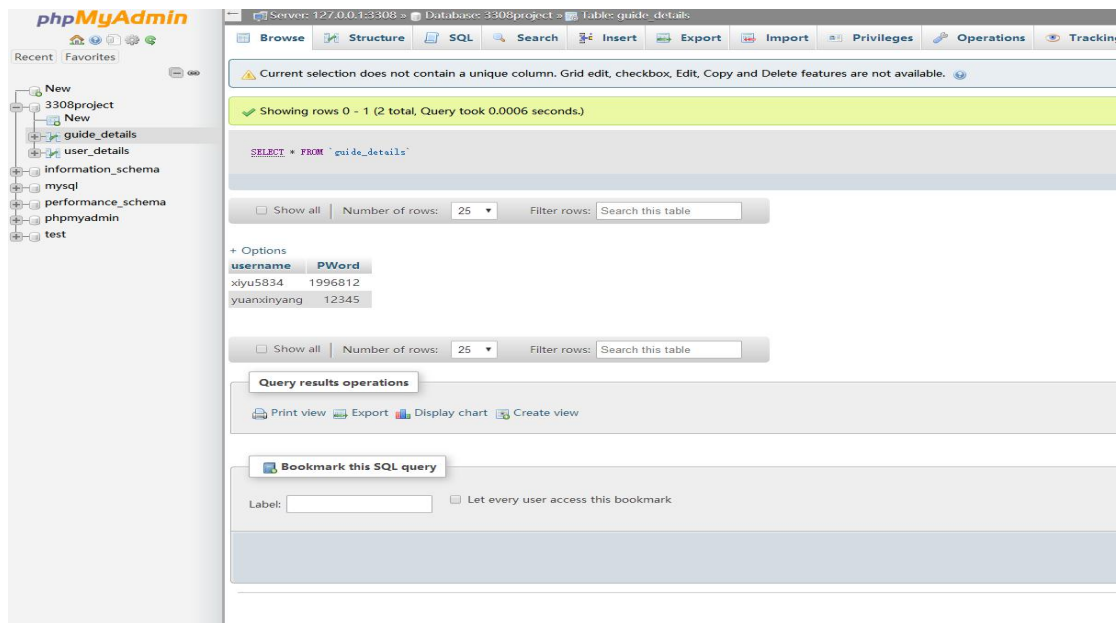 phpMyAdmin
Recent Favorites
New
3308project
New
guide_details
user_details
information_schema
mysql
performance_schema
phpmyadmin
test
Server: 127.0.0.1:3308 » Database: 3308project » Table: guide_details
Browse Structure SQL Search Insert Export Import Privileges Operations Tracking
Current selection does not contain a unique column. Grid edit, checkbox, Edit, Copy and Delete features are not available.
Showing rows 0 - 1 (2 total, Query took 0.0006 seconds.)
SELECT * FROM `guide_details`
Show all Number of rows: 25 Filter rows: Search this table
+ Options
username PWord
xiyu5834 1996812
yuanxinyang 12345
Show all Number of rows: 25 Filter rows: Search this table
Query results operations
Print view Export Display chart Create view
Bookmark this SQL query
Label: Let every user access this bookmark